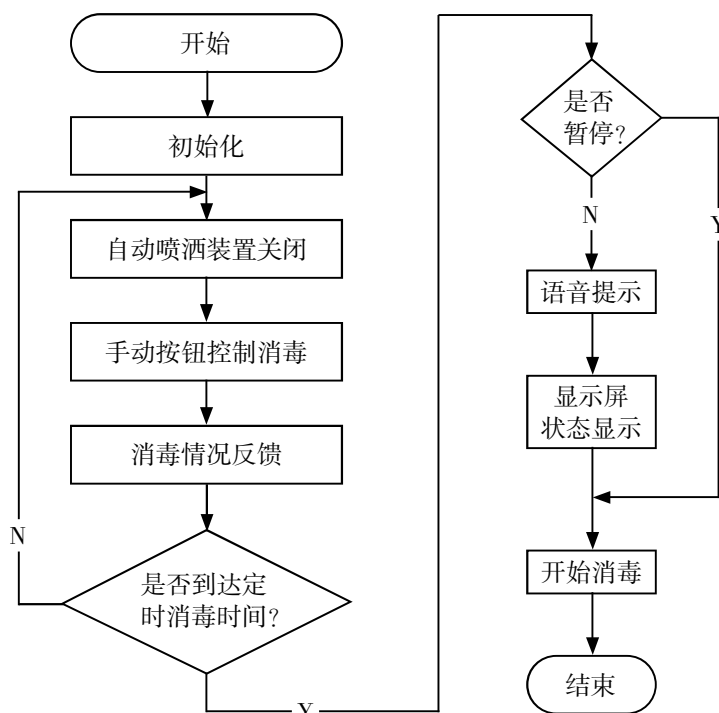 开始
初始化
自动喷洒装置关闭
手动按钮控制消毒
消毒情况反馈
N
是否到达定
时消毒时间?
Y
是否
暂停?
N
Y
语音提示
显示屏
状态显示
开始消毒
结束